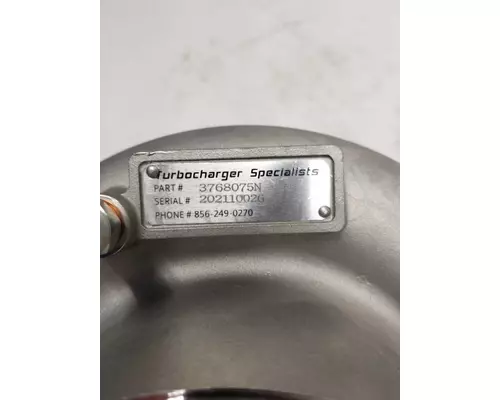 Turbocharger Specialists
PART # 3768075N
SERIAL # 202110026
PHONE # 856-249-0270